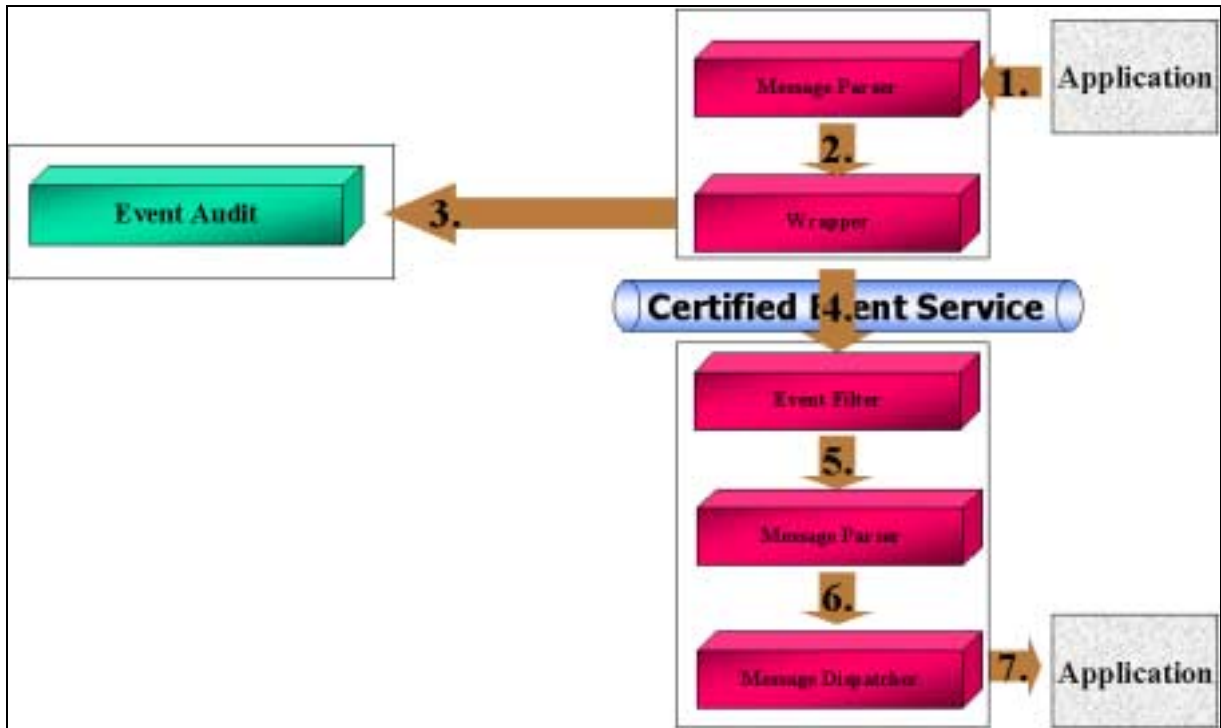 Message Parser
1.
Application
2.
Event Audit
3.
Wrapper
Certified Event Service
4.
Event Filter
5.
Message Parser
6.
Message Dispatcher
7.
Application